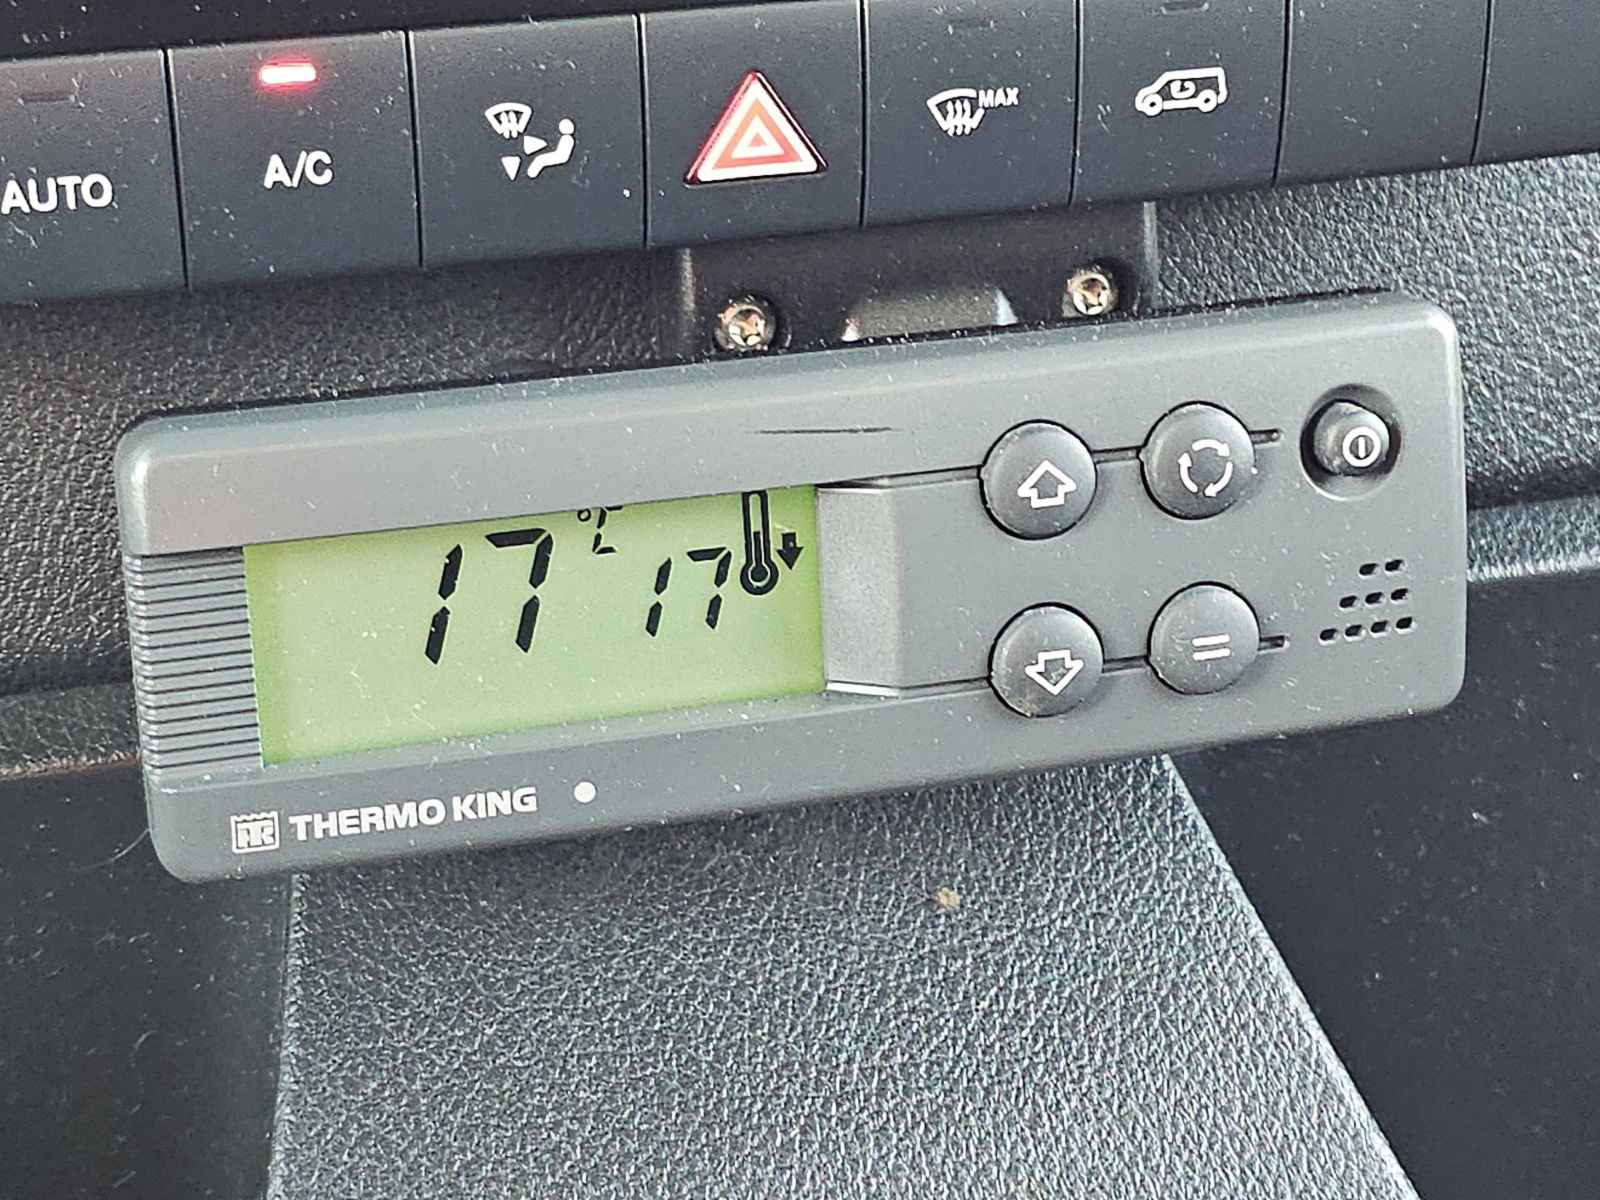 AUTO
A/C
MAX
17 °C 17
THERMO KING